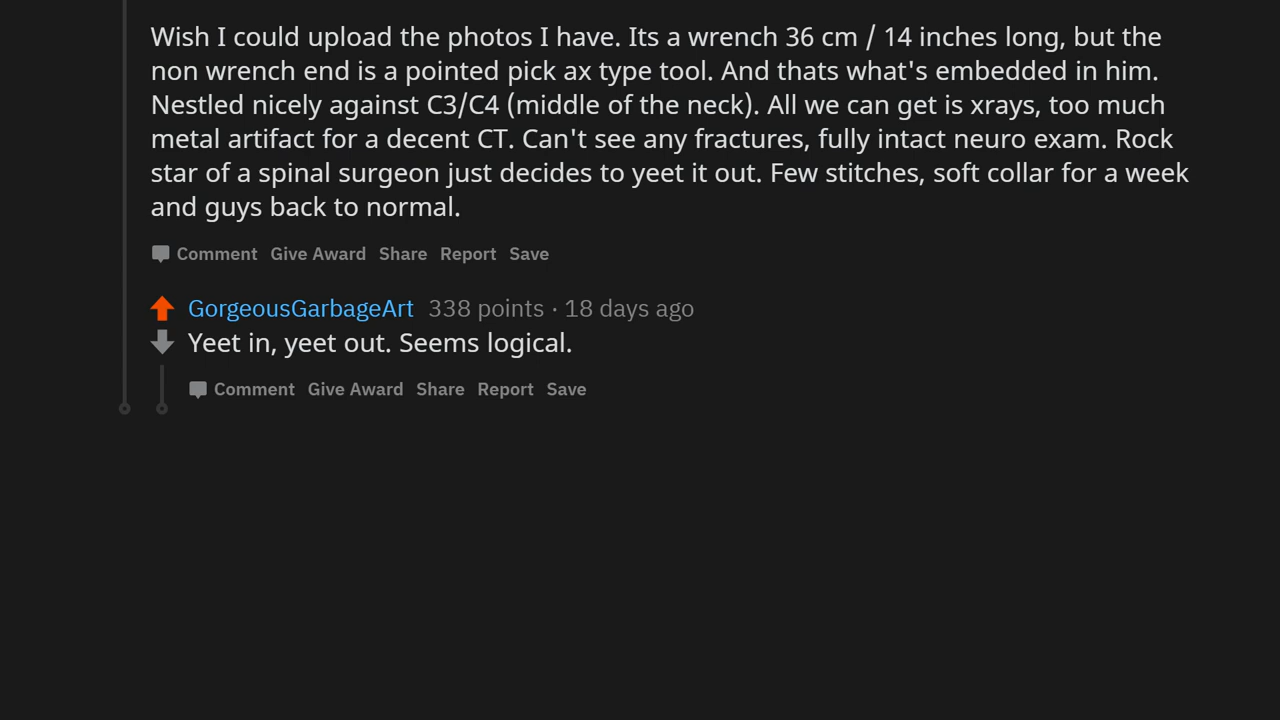 Wish I could upload the photos I have. Its a wrench 36 cm / 14 inches long, but the
non wrench end is a pointed pick ax type tool. And thats what's embedded in him.
Nestled nicely against C3/C4 (middle of the neck). All we can get is xrays, too much
metal artifact for a decent CT. Can't see any fractures, fully intact neuro exam. Rock
star of a spinal surgeon just decides to yeet it out. Few stitches, soft collar for a week
and guys back to normal.
Comment Give Award Share Report Save
GorgeousGarbageArt 338 points · 18 days ago
Yeet in, yeet out. Seems logical.
Comment Give Award Share Report Save